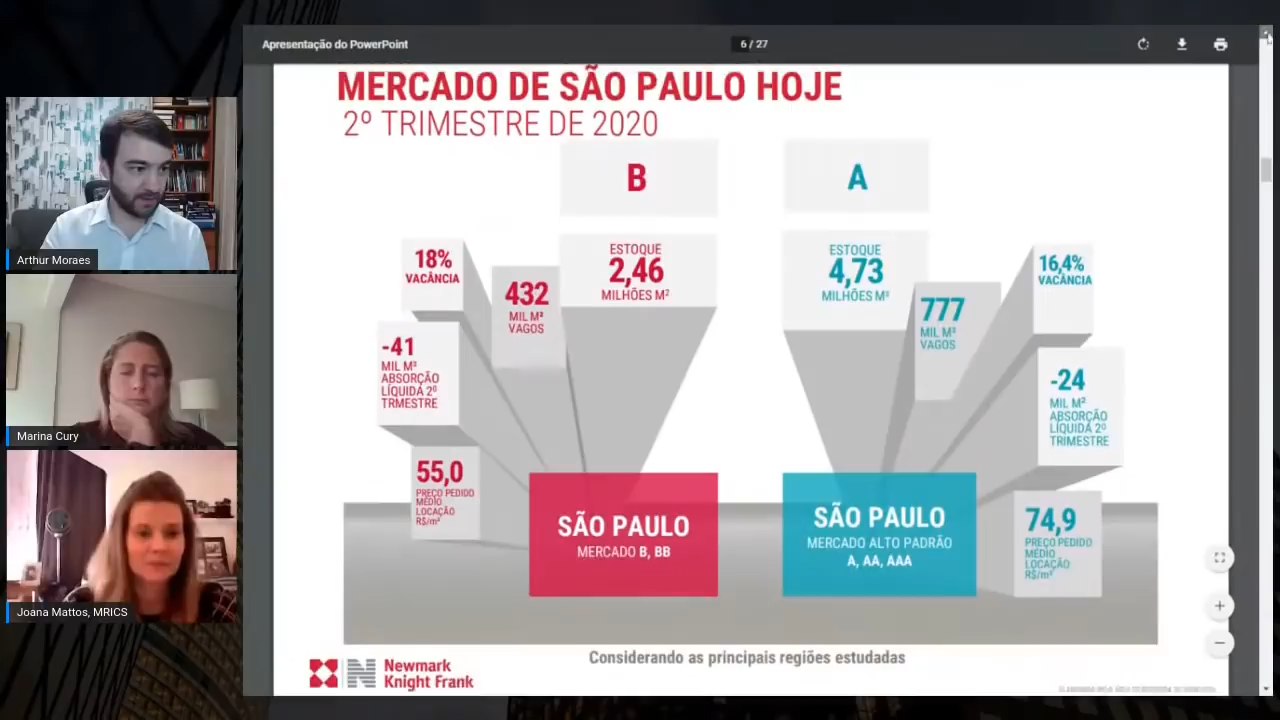 Apresentação do PowerPoint
6 / 27
MERCADO DE SÃO PAULO HOJE
2º TRIMESTRE DE 2020
B
A
ESTOQUE
2,46
MILHÕES M²
ESTOQUE
4,73
MILHÕES M²
18%
VACÂNCIA
432
MIL M²
VAGOS
777
MIL M²
VAGOS
16,4%
VACÂNCIA
-41
MIL M²
ABSORÇÃO
LÍQUIDA 2º
TRMESTRE
-24
MIL M²
ABSORÇÃO
LÍQUIDA 2º
TRIMESTRE
55,0
PREÇO PEDIDO
MÉDIO
LOCAÇÃO
R$/m²
74,9
PREÇO PEDIDO
MÉDIO
LOCAÇÃO
R$/m²
SÃO PAULO
MERCADO B, BB
SÃO PAULO
MERCADO ALTO PADRÃO
A, AA, AAA
Considerando as principais regiões estudadas
Newmark
Knight Frank
Arthur Moraes
Marina Cury
Joana Mattos, MRICS